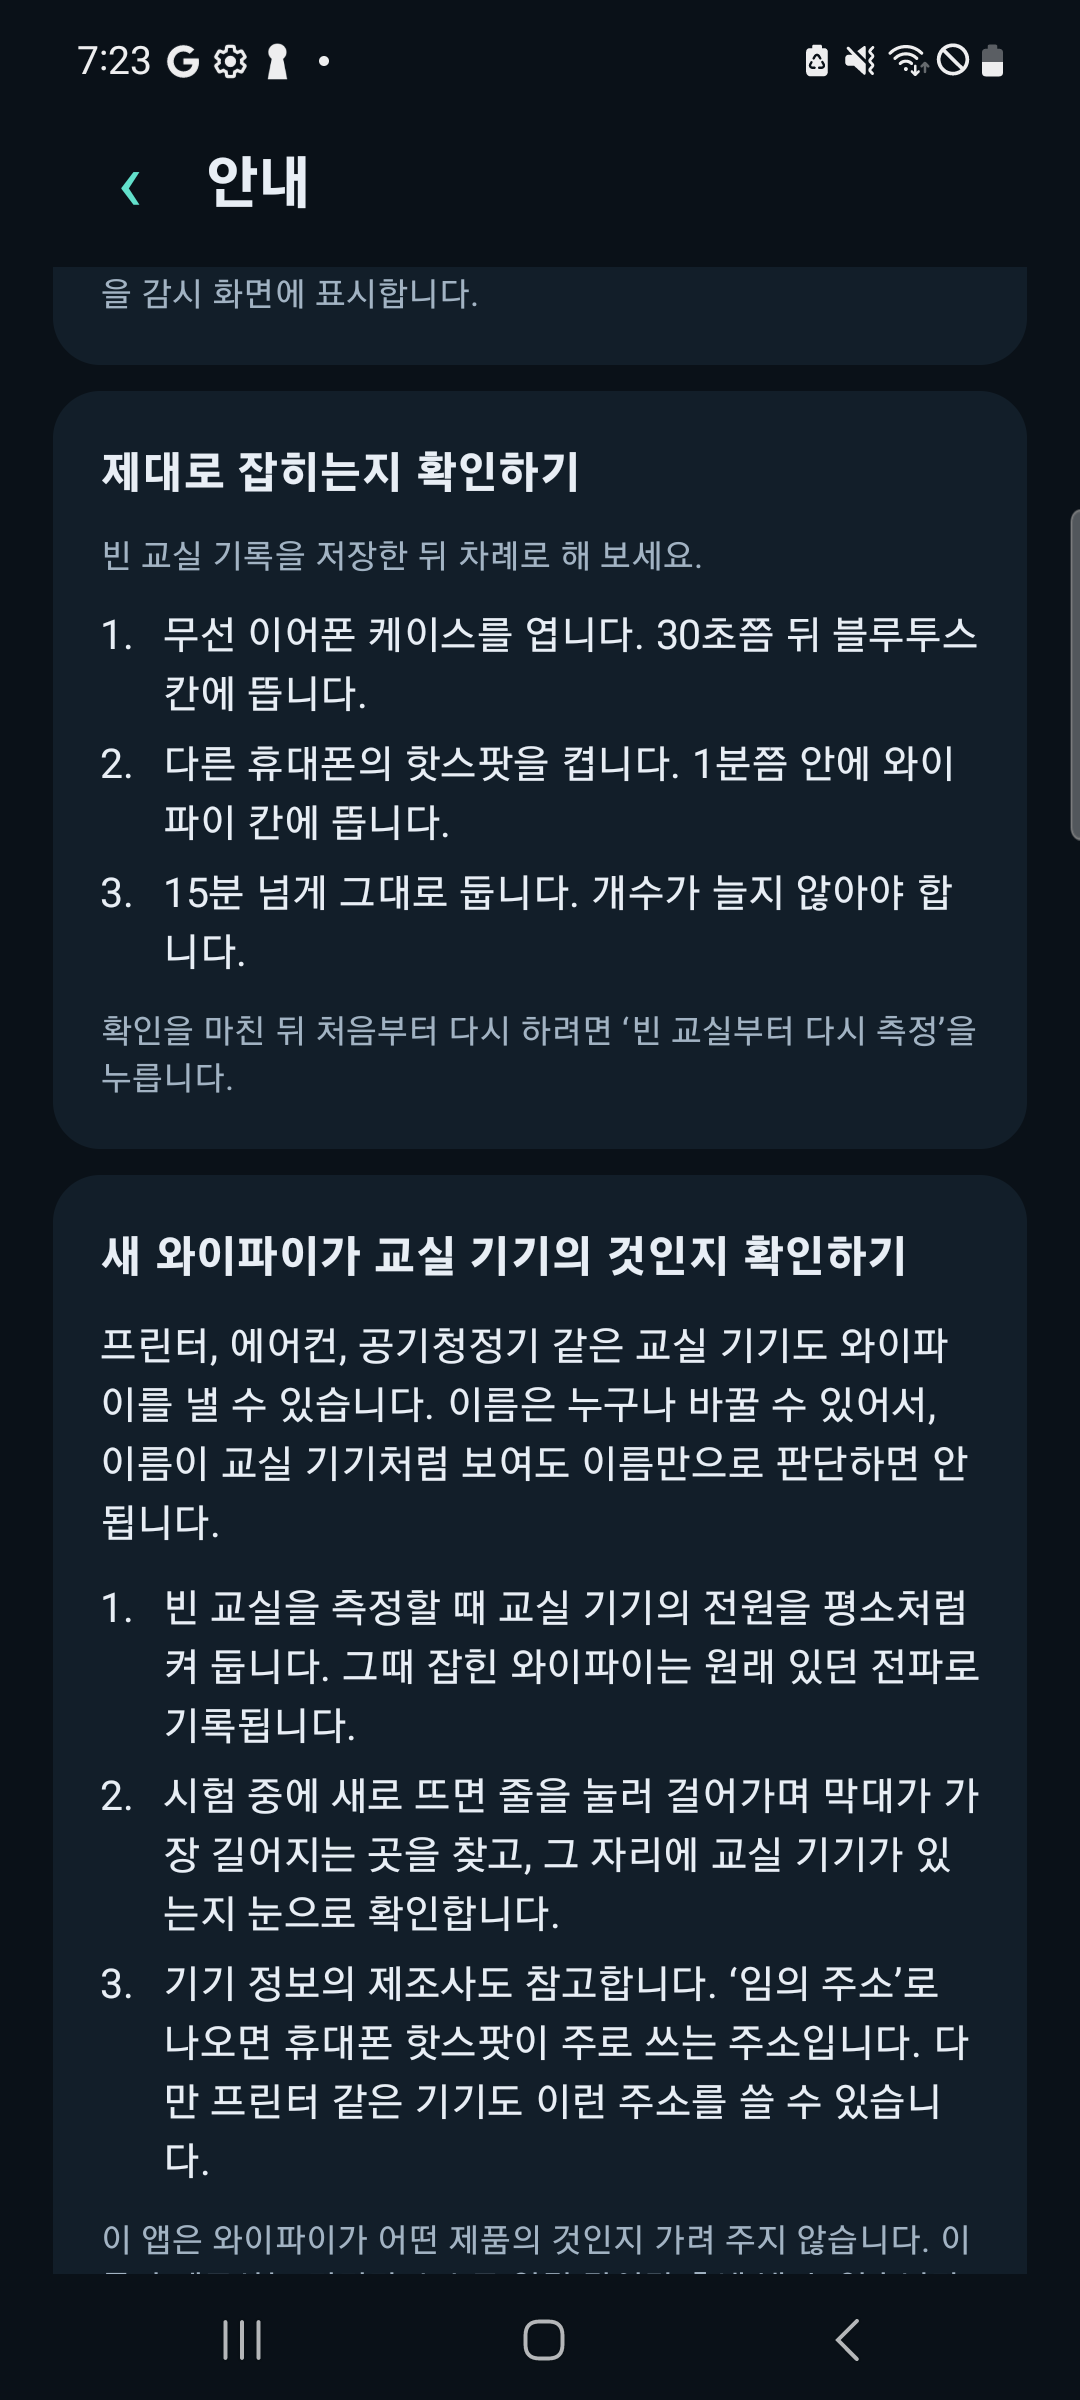 7:23
안내
을 감시 화면에 표시합니다.
제대로 잡히는지 확인하기
빈 교실 기록을 저장한 뒤 차례로 해 보세요.
1. 무선 이어폰 케이스를 엽니다. 30초쯤 뒤 블루투스
칸에 뜹니다.
2. 다른 휴대폰의 핫스팟을 켭니다. 1분쯤 안에 와이
파이 칸에 뜹니다.
3. 15분 넘게 그대로 둡니다. 개수가 늘지 않아야 합
니다.
확인을 마친 뒤 처음부터 다시 하려면 ‘빈 교실부터 다시 측정’을
누릅니다.
새 와이파이가 교실 기기의 것인지 확인하기
프린터, 에어컨, 공기청정기 같은 교실 기기도 와이파
이를 낼 수 있습니다. 이름은 누구나 바꿀 수 있어서,
이름이 교실 기기처럼 보여도 이름만으로 판단하면 안
됩니다.
1. 빈 교실을 측정할 때 교실 기기의 전원을 평소처럼
켜 둡니다. 그때 잡힌 와이파이는 원래 있던 전파로
기록됩니다.
2. 시험 중에 새로 뜨면 줄을 눌러 걸어가며 막대가 가
장 길어지는 곳을 찾고, 그 자리에 교실 기기가 있
는지 눈으로 확인합니다.
3. 기기 정보의 제조사도 참고합니다. ‘임의 주소’로
나오면 휴대폰 핫스팟이 주로 쓰는 주소입니다. 다
만 프린터 같은 기기도 이런 주소를 쓸 수 있습니
다.
이 앱은 와이파이가 어떤 제품의 것인지 가려 주지 않습니다. 이